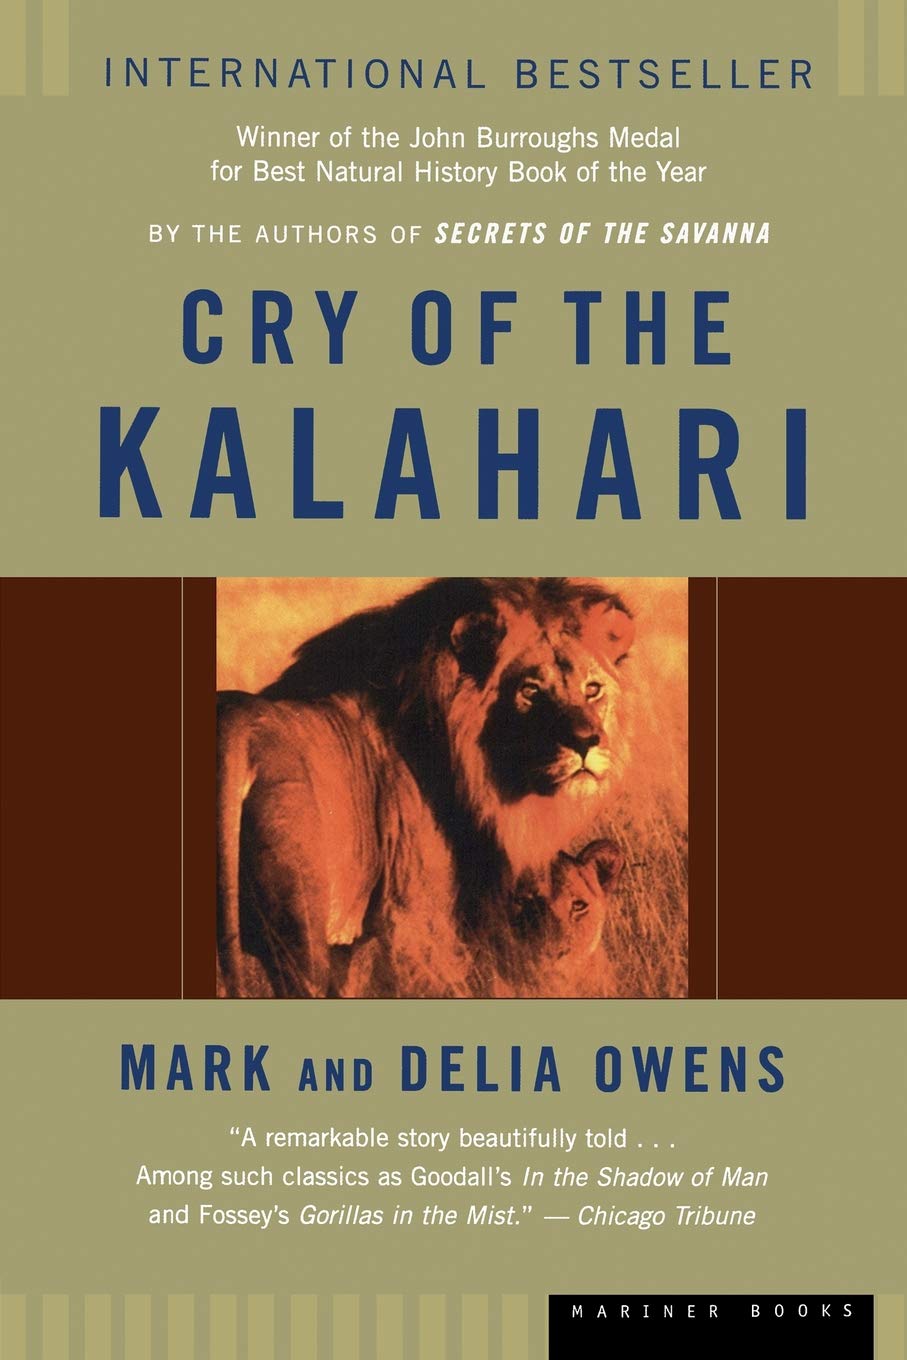 INTERNATIONAL BESTSELLER
Winner of the John Burroughs Medal
for Best Natural History Book of the Year
BY THE AUTHORS OF SECRETS OF THE SAVANNA
CRY OF THE
KALAHARI
MARK AND DELIA OWENS
“A remarkable story beautifully told . . .
Among such classics as Goodall’s In the Shadow of Man
and Fossey’s Gorillas in the Mist.” — Chicago Tribune
MARINER BOOKS